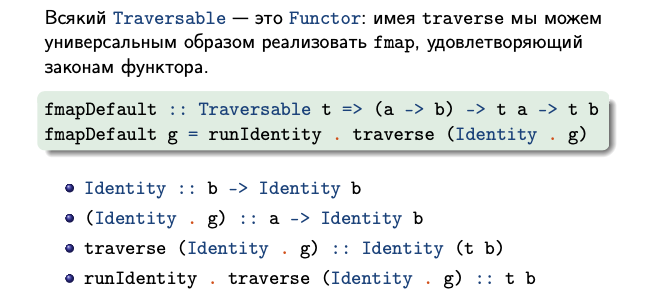 Всякий Traversable — это Functor: имея traverse мы можем
универсальным образом реализовать fmap, удовлетворяющий
законам функтора.
fmapDefault :: Traversable t => (a -> b) -> t a -> t b
fmapDefault g = runIdentity . traverse (Identity . g)
Identity :: b -> Identity b
(Identity . g) :: a -> Identity b
traverse (Identity . g) :: Identity (t b)
runIdentity . traverse (Identity . g) :: t b